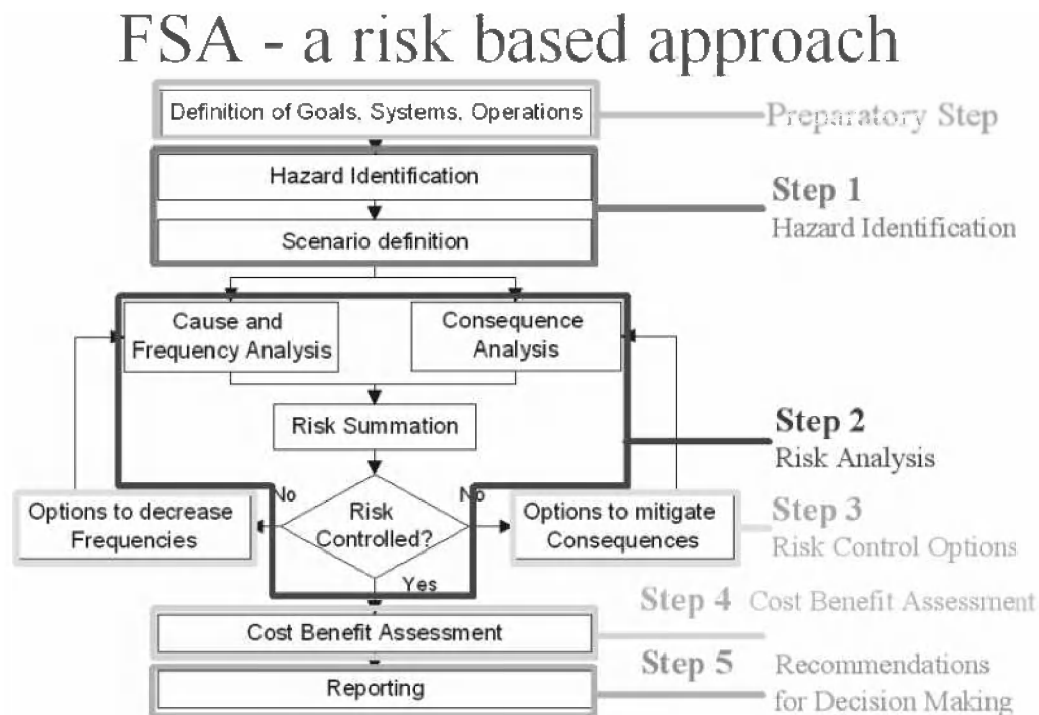 FSA - a risk based approach
Definition of Goals, Systems, Operations
Preparatory Step
Hazard Identification
Step 1
Hazard Identification
Scenario definition
Cause and
Frequency Analysis
Consequence
Analysis
Risk Summation
Step 2
Risk Analysis
No
No
Options to decrease
Frequencies
Risk
Controlled?
Options to mitigate
Consequences
Step 3
Risk Control Options
Yes
Step 4 Cost Benefit Assessment
Cost Benefit Assessment
Step 5 Recommendations
for Decision Making
Reporting